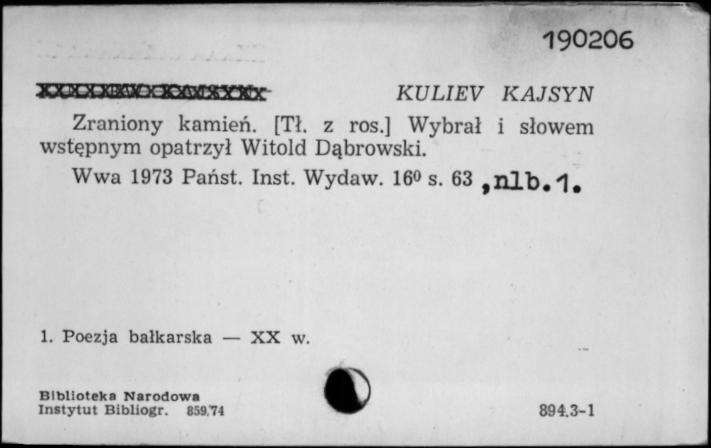 190206
KULIEV KAJSYN
Zraniony kamień. [Tł. z ros.] Wybrał i słowem
wstępnym opatrzył Witold Dąbrowski.
Wwa 1973 Państ. Inst. Wydaw. 16⁰ s. 63 ,nlb.1.
1. Poezja bałkarska — XX w.
Biblioteka Narodowa
Instytut Bibliogr. 859.74
894.3-1